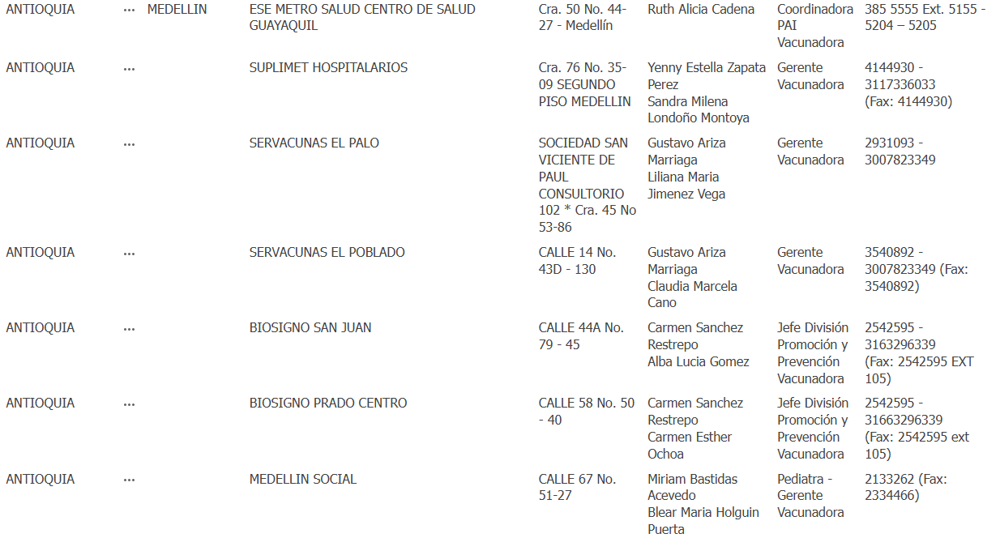 ANTIOQUIA ... MEDELLIN ESE METRO SALUD CENTRO DE SALUD Cra. 50 No. 44- Ruth Alicia Cadena Coordinadora 385 5555 Ext. 5155 -
GUAYAQUIL 27 - Medellín PAI 5204 – 5205
Vacunadora
ANTIOQUIA ... SUPLIMET HOSPITALARIOS Cra. 76 No. 35- Yenny Estella Zapata Gerente 4144930 -
09 SEGUNDO Perez Vacunadora 3117336033
PISO MEDELLIN Sandra Milena (Fax: 4144930)
Londoño Montoya
ANTIOQUIA ... SERVACUNAS EL PALO SOCIEDAD SAN Gustavo Ariza Gerente 2931093 -
VICIENTE DE Marriaga Vacunadora 3007823349
PAUL Liliana Maria
CONSULTORIO Jimenez Vega
102 * Cra. 45 No
53-86
ANTIOQUIA ... SERVACUNAS EL POBLADO CALLE 14 No. Gustavo Ariza Gerente 3540892 -
43D - 130 Marriaga Vacunadora 3007823349 (Fax:
Claudia Marcela 3540892)
Cano
ANTIOQUIA ... BIOSIGNO SAN JUAN CALLE 44A No. Carmen Sanchez Jefe División 2542595 -
79 - 45 Restrepo Promoción y 3163296339
Alba Lucia Gomez Prevención (Fax: 2542595 EXT
Vacunadora 105)
ANTIOQUIA ... BIOSIGNO PRADO CENTRO CALLE 58 No. 50 Carmen Sanchez Jefe División 2542595 -
- 40 Restrepo Promoción y 31663296339
Carmen Esther Prevención (Fax: 2542595 ext
Ochoa Vacunadora 105)
ANTIOQUIA ... MEDELLIN SOCIAL CALLE 67 No. Miriam Bastidas Pediatra - 2133262 (Fax:
51-27 Acevedo Gerente 2334466)
Blear Maria Holguin Vacunadora
Puerta